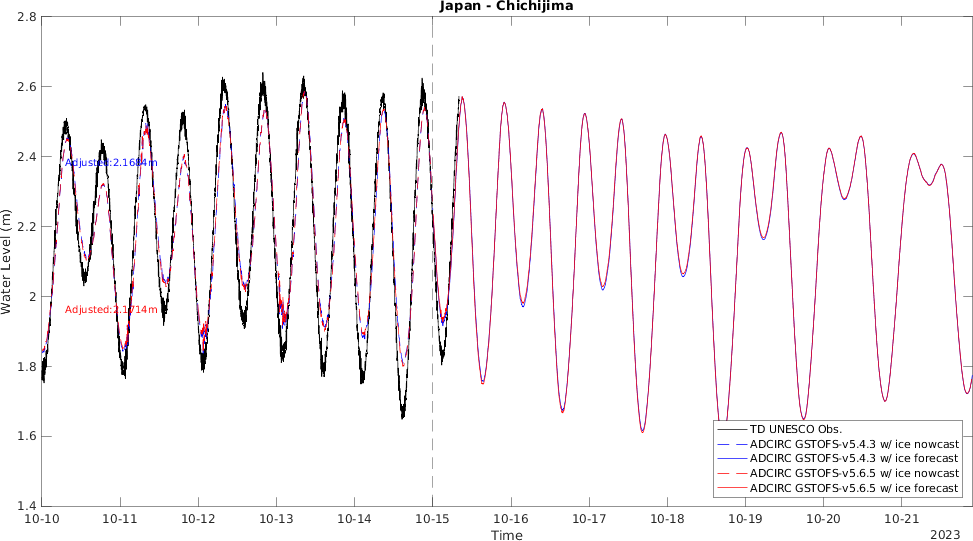 Japan - Chichijima
2.8
2.6
2.4
2.2
2
1.8
1.6
1.4
Water Level (m)
Adjusted:2.1684m
Adjusted:2.1714m
TD UNESCO Obs.
ADCIRC GSTOFS-v5.4.3 w/ ice nowcast
ADCIRC GSTOFS-v5.4.3 w/ ice forecast
ADCIRC GSTOFS-v5.6.5 w/ ice nowcast
ADCIRC GSTOFS-v5.6.5 w/ ice forecast
10-10 10-11 10-12 10-13 10-14 10-15 10-16 10-17 10-18 10-19 10-20 10-21
Time
2023